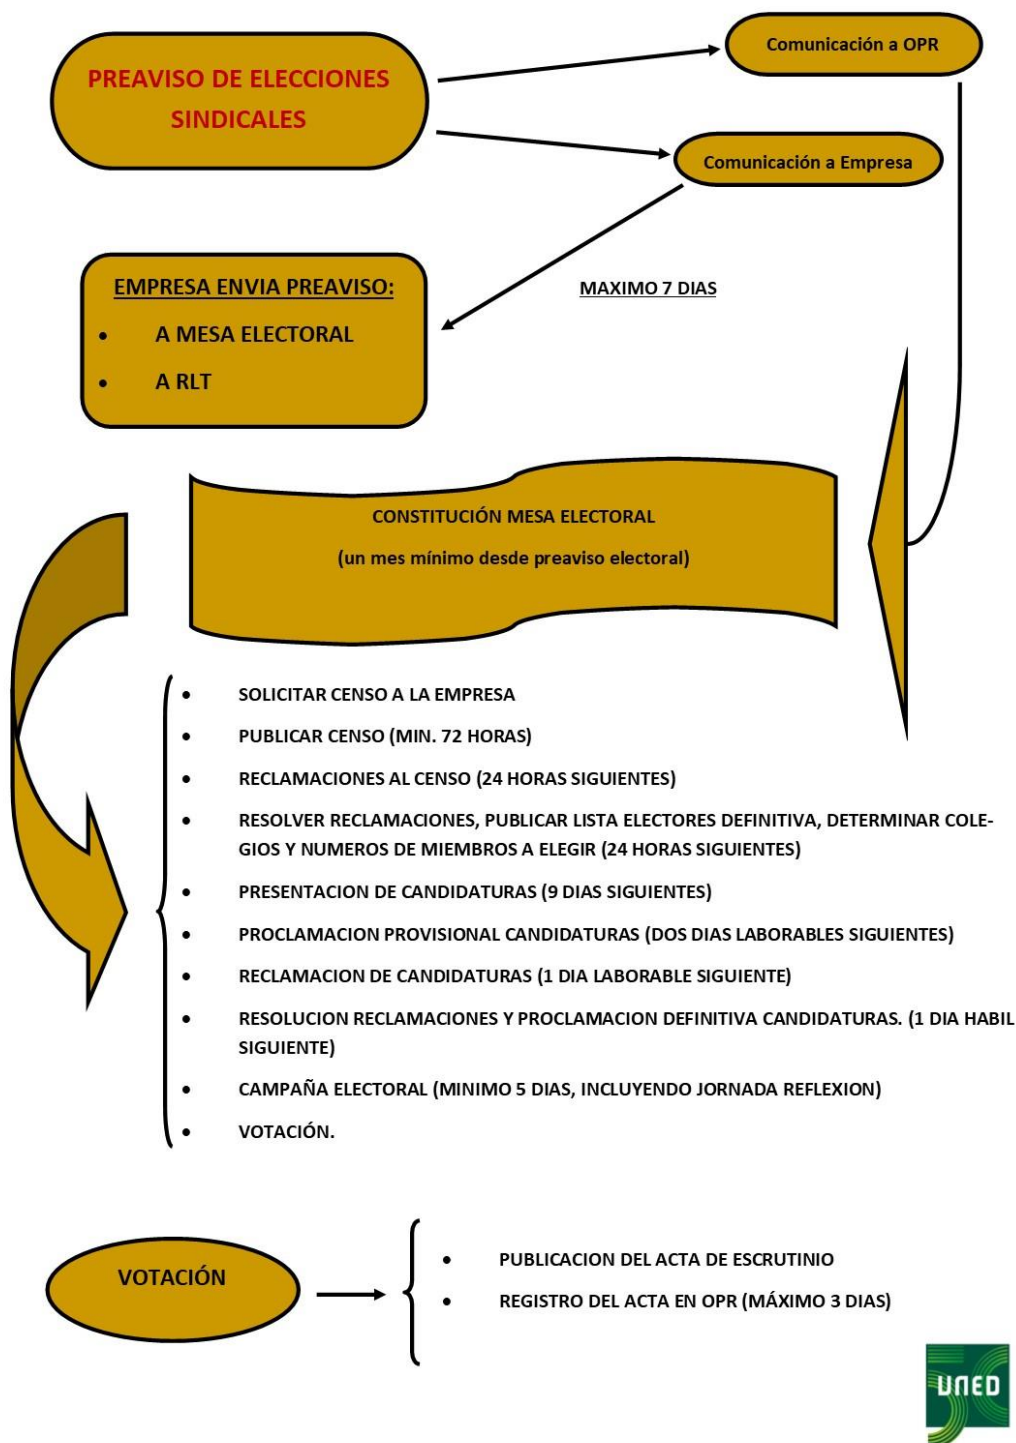 PREAVISO DE ELECCIONES
SINDICALES
Comunicación a OPR
Comunicación a Empresa
EMPRESA ENVIA PREAVISO:
• A MESA ELECTORAL
• A RLT
MAXIMO 7 DIAS
CONSTITUCIÓN MESA ELECTORAL
(un mes mínimo desde preaviso electoral)
• SOLICITAR CENSO A LA EMPRESA
• PUBLICAR CENSO (MIN. 72 HORAS)
• RECLAMACIONES AL CENSO (24 HORAS SIGUIENTES)
• RESOLVER RECLAMACIONES, PUBLICAR LISTA ELECTORES DEFINITIVA, DETERMINAR COLE-
GIOS Y NUMEROS DE MIEMBROS A ELEGIR (24 HORAS SIGUIENTES)
• PRESENTACION DE CANDIDATURAS (9 DIAS SIGUIENTES)
• PROCLAMACION PROVISIONAL CANDIDATURAS (DOS DIAS LABORABLES SIGUIENTES)
• RECLAMACION DE CANDIDATURAS (1 DIA LABORABLE SIGUIENTE)
• RESOLUCION RECLAMACIONES Y PROCLAMACION DEFINITIVA CANDIDATURAS. (1 DIA HABIL
SIGUIENTE)
• CAMPAÑA ELECTORAL (MINIMO 5 DIAS, INCLUYENDO JORNADA REFLEXION)
• VOTACIÓN.
VOTACIÓN
• PUBLICACION DEL ACTA DE ESCRUTINIO
• REGISTRO DEL ACTA EN OPR (MÁXIMO 3 DIAS)
UNED